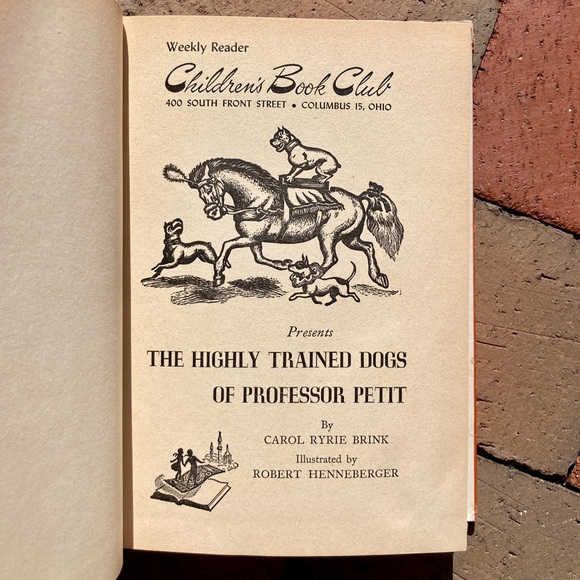 Weekly Reader
Children's Book Club
400 SOUTH FRONT STREET • COLUMBUS 15, OHIO
Presents
THE HIGHLY TRAINED DOGS
OF PROFESSOR PETIT
By
CAROL RYRIE BRINK
Illustrated by
ROBERT HENNEBERGER